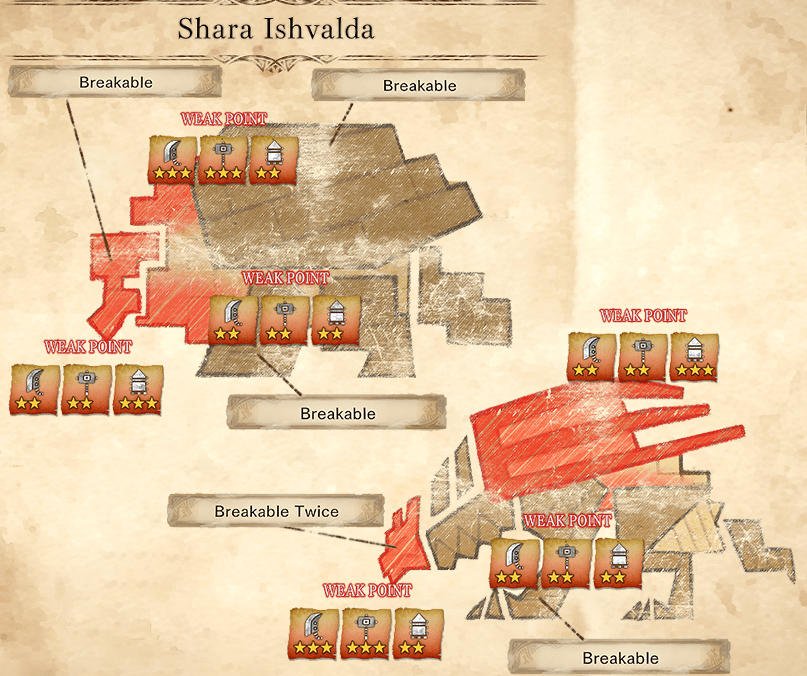 Shara Ishvalda
Breakable
Breakable
WEAK POINT
WEAK POINT
WEAK POINT
Breakable
WEAK POINT
Breakable Twice
WEAK POINT
WEAK POINT
Breakable